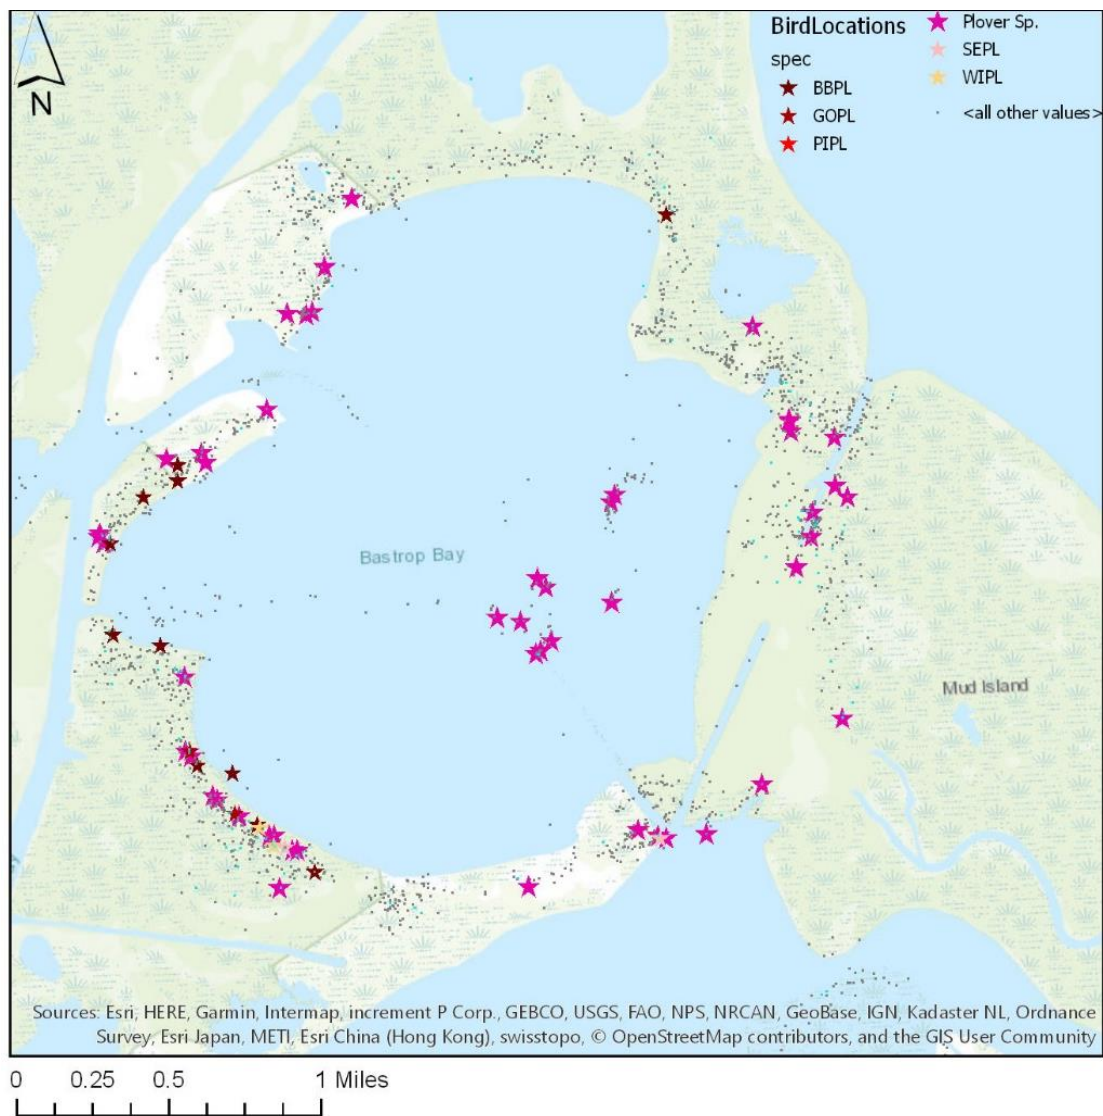 BirdLocations
spec
BBPL
GOPL
PIPL
Plover Sp.
SEPL
WIPL
<all other values>
N
Bastrop Bay
Mud Island
Sources: Esri, HERE, Garmin, Intermap, increment P Corp., GEBCO, USGS, FAO, NPS, NRCAN, GeoBase, IGN, Kadaster NL, Ordnance
Survey, Esri Japan, METI, Esri China (Hong Kong), swisstopo, © OpenStreetMap contributors, and the GIS User Community
0 0.25 0.5 1 Miles